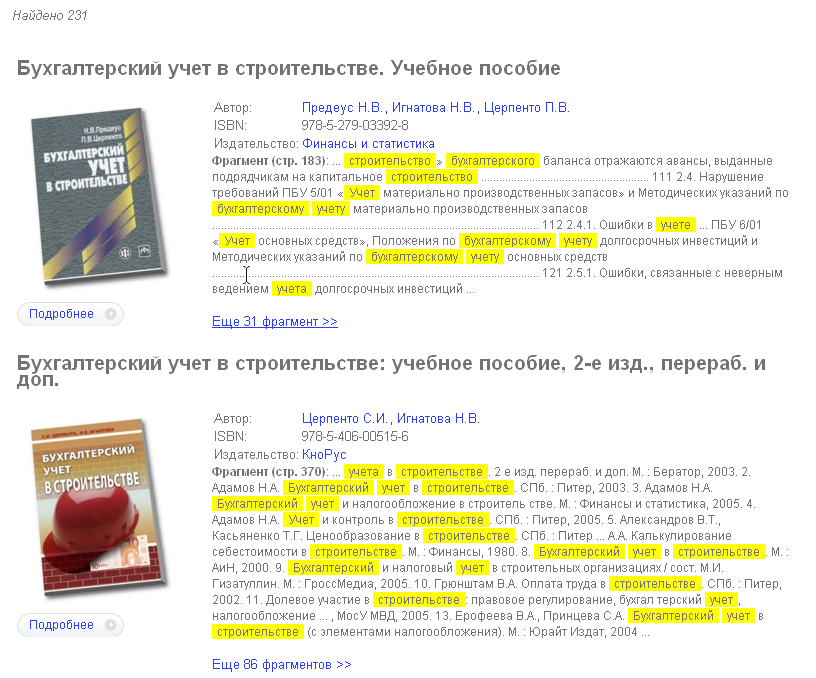 Найдено 231
Бухгалтерский учет в строительстве. Учебное пособие
Н.В.Предеус
П.В.Церпенто
БУХГАЛТЕРСКИЙ
УЧЕТ
В СТРОИТЕЛЬСТВЕ
Автор: Предеус Н.В., Игнатова Н.В., Церпенто П.В.
ISBN: 978-5-279-03392-8
Издательство: Финансы и статистика
Фрагмент (стр. 183): ... строительство » бухгалтерского баланса отражаются авансы, выданные
подрядчикам на капитальное строительство ........................................................ 111 2.4. Нарушение
требований ПБУ 5/01 « Учет материально производственных запасов» и Методических указаний по
бухгалтерскому учету материально производственных запасов
............................................................................................................. 112 2.4.1. Ошибки в учете ... ПБУ 6/01
« Учет основных средств», Положения по бухгалтерскому учету долгосрочных инвестиций и
Методических указаний по бухгалтерскому учету основных средств
............................................................................................................. 121 2.5.1. Ошибки, связанные с неверным
ведением учета долгосрочных инвестиций ...
Подробнее
Еще 31 фрагмент >>
Бухгалтерский учет в строительстве: учебное пособие, 2-е изд., перераб. и
доп.
С.И. ЦЕРПЕНТО, Н.В. ИГНАТОВА
БУХГАЛТЕРСКИЙ
УЧЕТ
В СТРОИТЕЛЬСТВЕ
Автор: Церпенто С.И., Игнатова Н.В.
ISBN: 978-5-406-00515-6
Издательство: КноРус
Фрагмент (стр. 370): ... учета в строительстве . 2 е изд. перераб. и доп. М. : Бератор, 2003. 2.
Адамов Н.А. Бухгалтерский учет в строительстве . СПб. : Питер, 2003. 3. Адамов Н.А.
Бухгалтерский учет и налогообложение в строитель стве. М. : Финансы и статистика, 2005. 4.
Адамов Н.А. Учет и контроль в строительстве . СПб. : Питер, 2005. 5. Александров В.Т.,
Касьяненко Т.Г. Ценообразование в строительстве . СПб. : Питер ... А.А. Калькулирование
себестоимости в строительстве . М. : Финансы, 1980. 8. Бухгалтерский учет в строительстве . М. :
АиН, 2000. 9. Бухгалтерский и налоговый учет в строительных организациях / сост. М.И.
Гизатуллин. М. : ГроссМедиа, 2005. 10. Грюнштам В.А. Оплата труда в строительстве . СПб. : Питер,
2002. 11. Долевое участие в строительстве : правовое регулирование, бухгал терский учет ,
налогообложение ... , МосУ МВД, 2005. 13. Ерофеева В.А., Принцева С.А. Бухгалтерский учет в
строительстве (с элементами налогообложения). М. : Юрайт Издат, 2004 ...
Подробнее
Еще 86 фрагментов >>